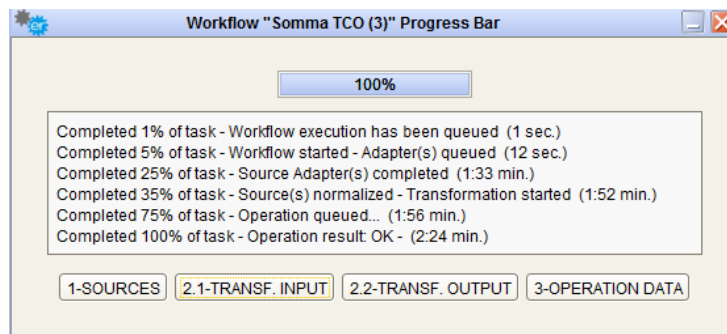 er
Workflow "Somma TCO (3)" Progress Bar
100%
Completed 1% of task - Workflow execution has been queued (1 sec.)
Completed 5% of task - Workflow started - Adapter(s) queued (12 sec.)
Completed 25% of task - Source Adapter(s) completed (1:33 min.)
Completed 35% of task - Source(s) normalized - Transformation started (1:52 min.)
Completed 75% of task - Operation queued... (1:56 min.)
Completed 100% of task - Operation result: OK - (2:24 min.)
1-SOURCES 2.1-TRANSF. INPUT 2.2-TRANSF. OUTPUT 3-OPERATION DATA